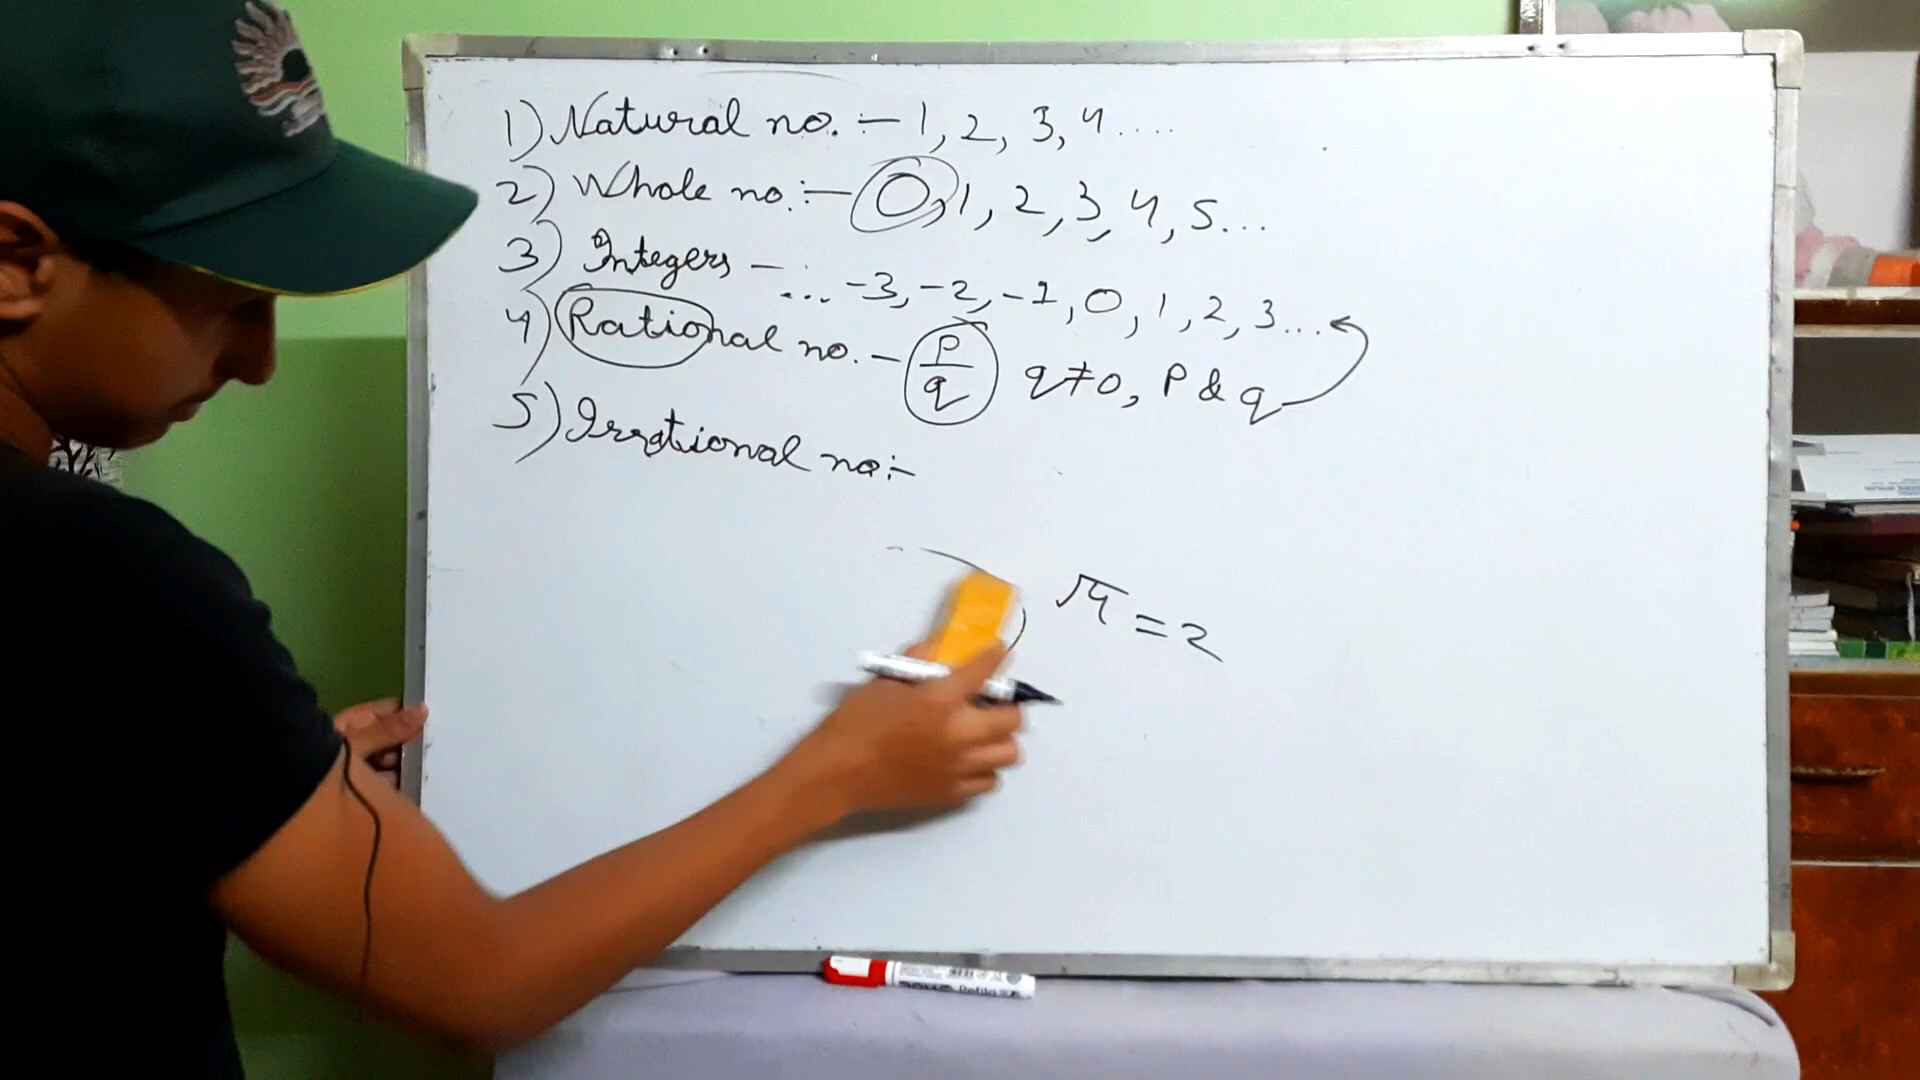 1) Natural no. :— 1, 2, 3, 4 ....
2) Whole no. :— 0, 1, 2, 3, 4, 5...
3) Integers — ... -3, -2, -1, 0, 1, 2, 3...
4) Rational no. — p/q q≠0, P & q
5) Irrational no :-
√4 = 2